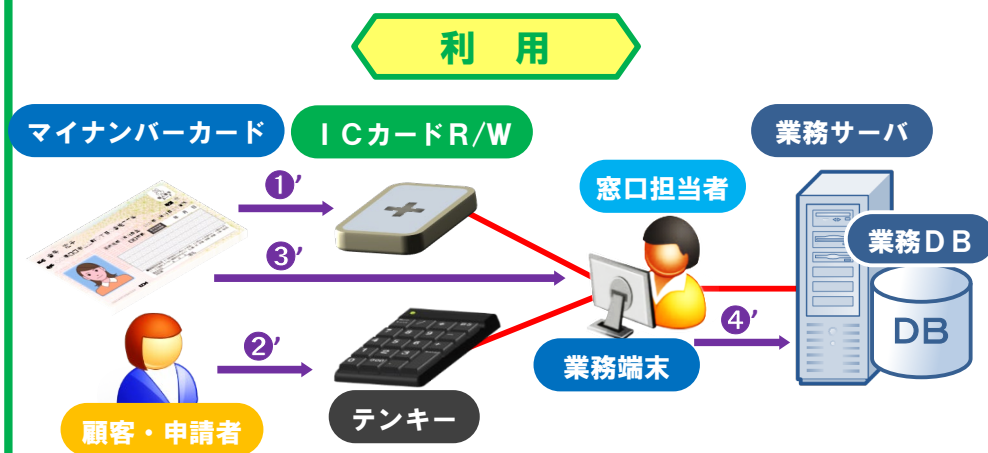 利 用
マイナンバーカード
ICカードR/W
業務サーバ
窓口担当者
❶’
❸’
業務DB
DB
❷’
❹’
業務端末
テンキー
顧客・申請者